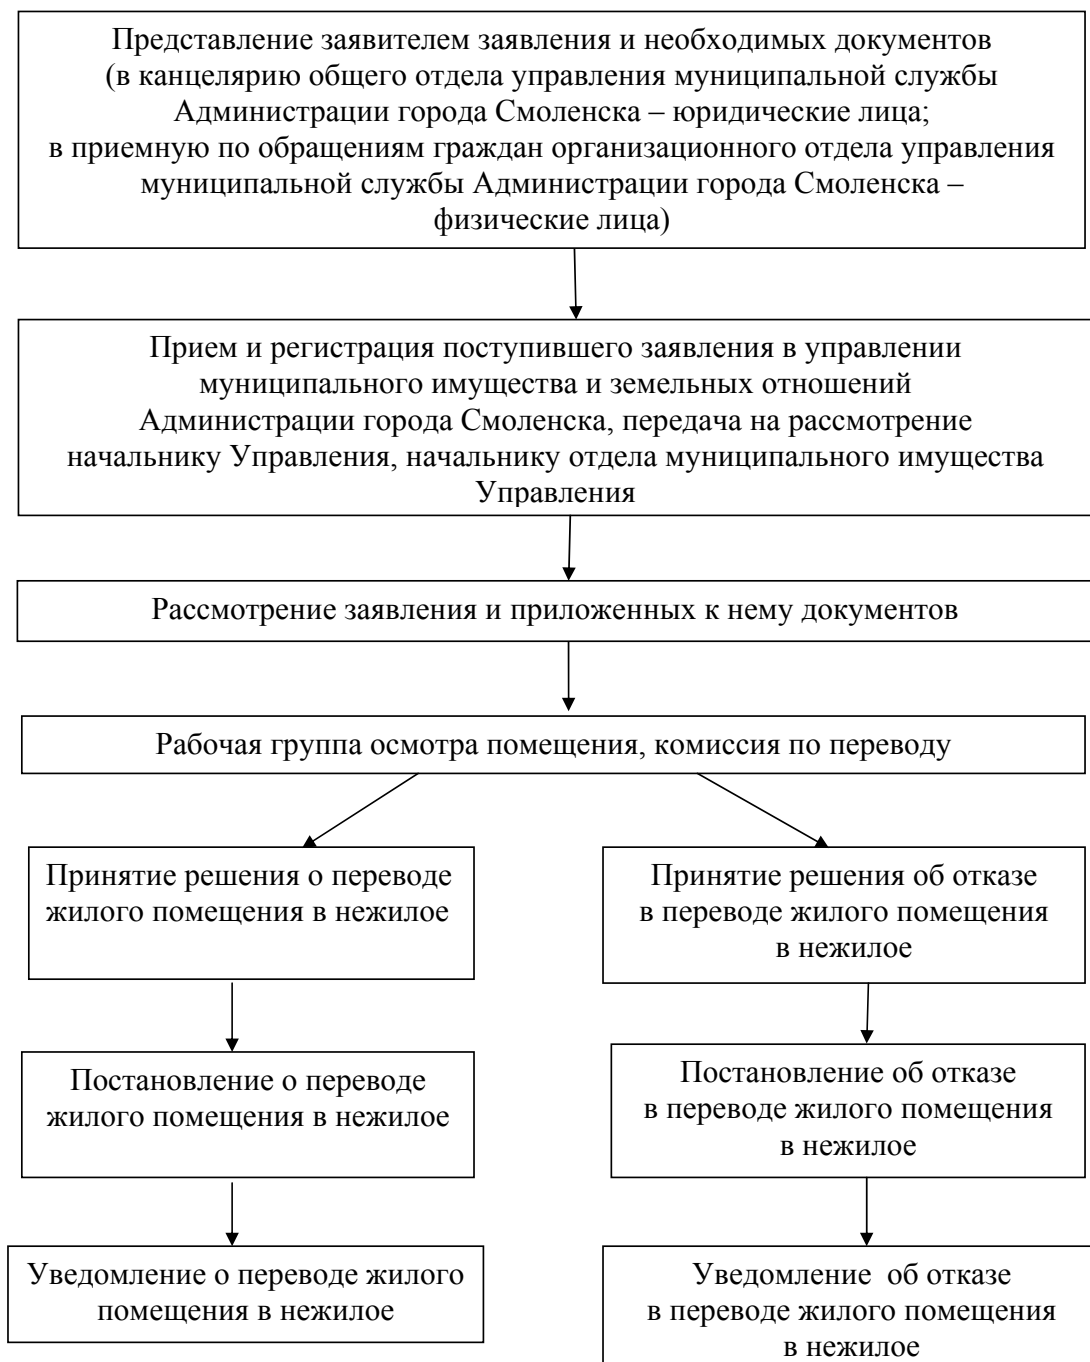 Представление заявителем заявления и необходимых документов
(в канцелярию общего отдела управления муниципальной службы
Администрации города Смоленска – юридические лица;
в приемную по обращениям граждан организационного отдела управления
муниципальной службы Администрации города Смоленска –
физические лица)
Прием и регистрация поступившего заявления в управлении
муниципального имущества и земельных отношений
Администрации города Смоленска, передача на рассмотрение
начальнику Управления, начальнику отдела муниципального имущества
Управления
Рассмотрение заявления и приложенных к нему документов
Рабочая группа осмотра помещения, комиссия по переводу
Принятие решения о переводе
жилого помещения в нежилое
Принятие решения об отказе
в переводе жилого помещения
в нежилое
Постановление о переводе
жилого помещения в нежилое
Постановление об отказе
в переводе жилого помещения
в нежилое
Уведомление о переводе жилого
помещения в нежилое
Уведомление  об отказе
в переводе жилого помещения
в нежилое